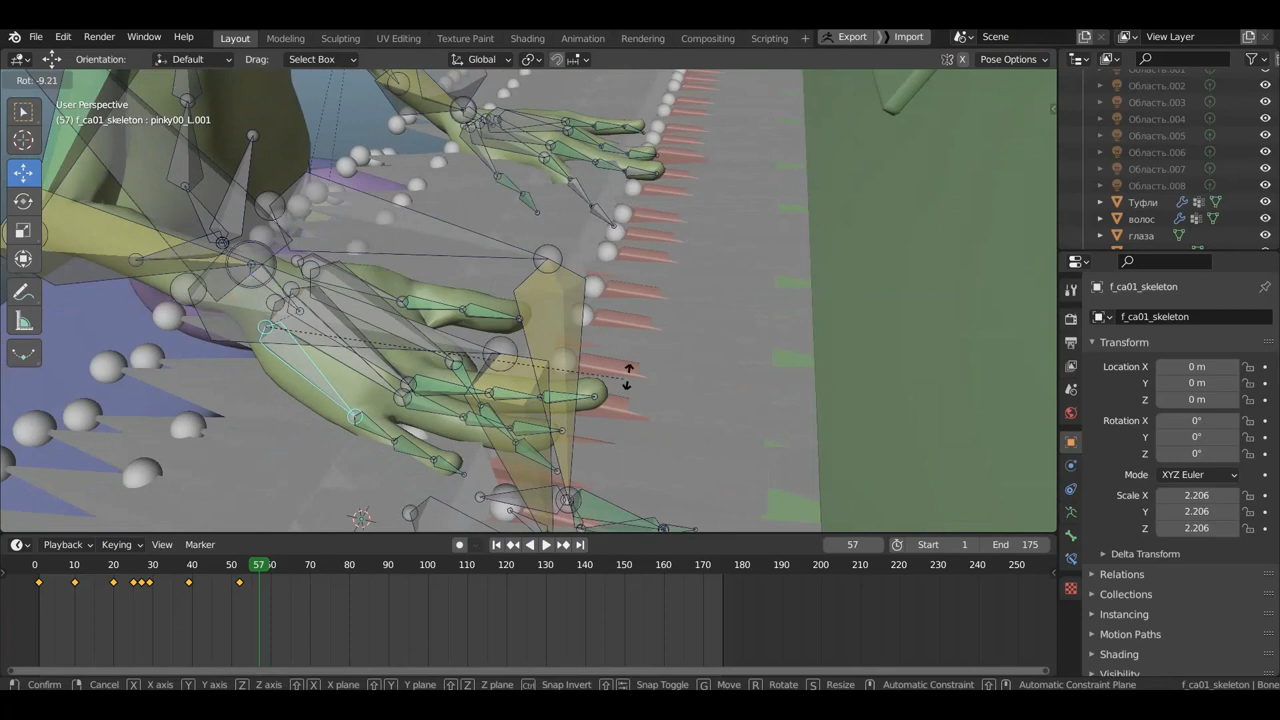 File Edit Render Window Help Layout Modeling Sculpting UV Editing Texture Paint Shading Animation Rendering Compositing Scripting + Export Import Scene View Layer
Orientation: Default Drag: Select Box Global X Pose Options
Rot: -9.21
User Perspective
(57) f_ca01_skeleton : pinky00_L.001
Область.001
Область.002
Область.003
Область.004
Область.005
Область.006
Область.007
Область.008
Туфли
волос
глаза
f_ca01_skeleton
f_ca01_skeleton
Transform
Location X 0 m
Y 0 m
Z 0 m
Rotation X 0°
Y 0°
Z 0°
Mode XYZ Euler
Scale X 2.206
Y 2.206
Z 2.206
Delta Transform
Relations
Collections
Instancing
Motion Paths
Shading
Visibility
Playback Keying View Marker 57 Start 1 End 175
0 10 20 30 40 50 57 60 70 80 90 100 110 120 130 140 150 160 170 180 190 200 210 220 230 240 250
Confirm Cancel X X axis Y Y axis Z Z axis X X plane Y Y plane Z Z plane Ctrl Snap Invert Snap Toggle G Move R Rotate S Resize Automatic Constraint Automatic Constraint Plane f_ca01_skeleton | Bone